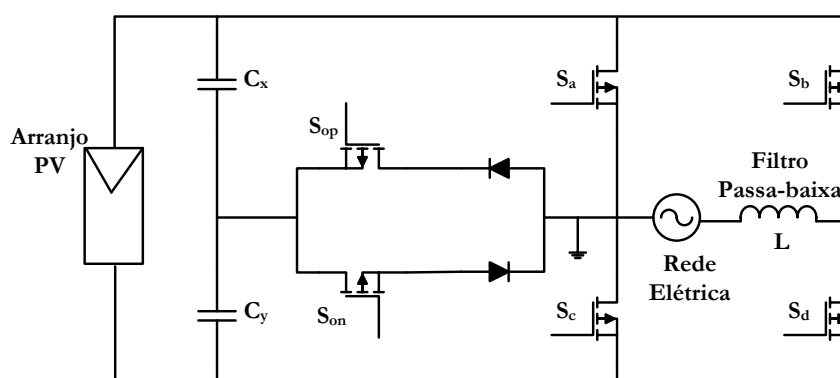 Arranjo
PV
Cx
Cy
Sop
Son
Sa
Sc
Rede
Elétrica
Filtro
Passa-baixa
L
Sb
Sd